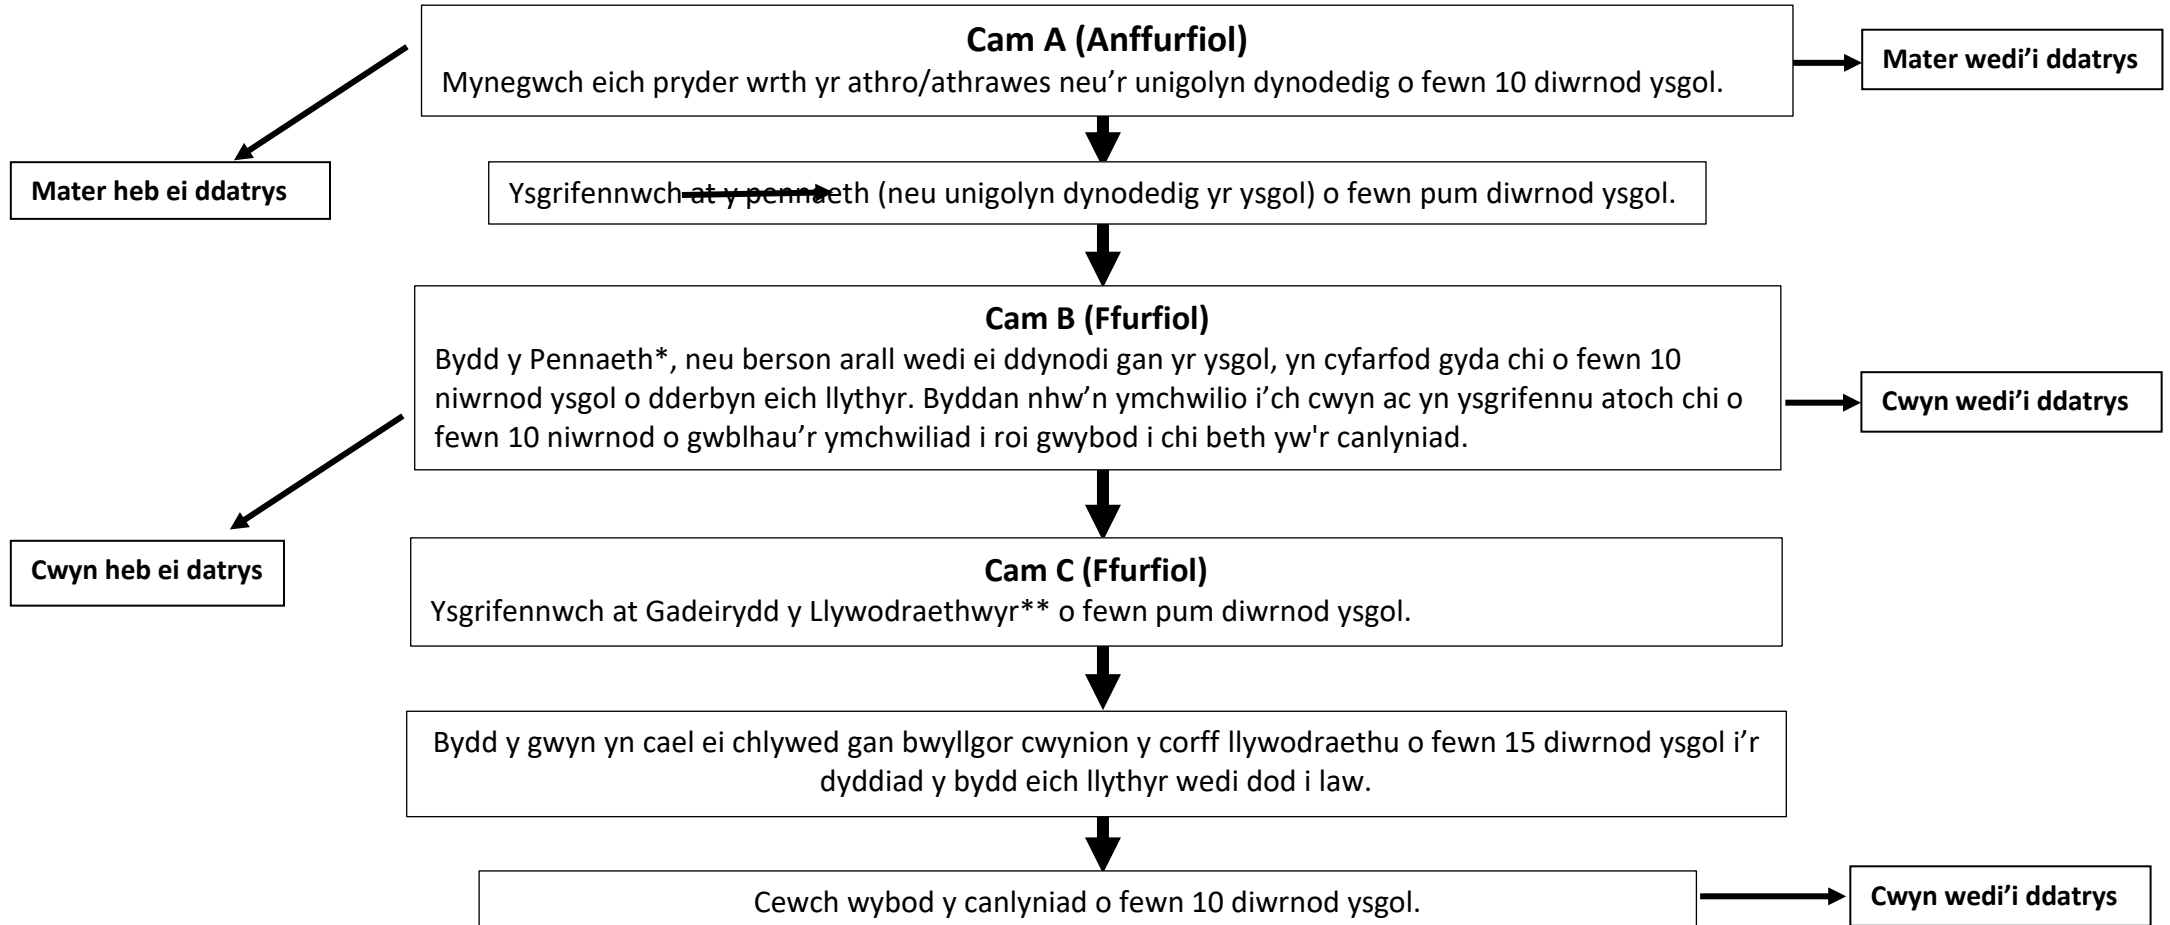 Cam A (Anffurfiol)
Mynegwch eich pryder wrth yr athro/athrawes neu'r unigolyn dynodedig o fewn 10 diwrnod ysgol.
Mater wedi'i ddatrys
Mater heb ei ddatrys
Ysgrifennwch at y pennaeth (neu unigolyn dynodedig yr ysgol) o fewn pum diwrnod ysgol.
Cam B (Ffurfiol)
Bydd y Pennaeth*, neu berson arall wedi ei ddynodi gan yr ysgol, yn cyfarfod gyda chi o fewn 10
niwrnod ysgol o dderbyn eich llythyr. Byddan nhw'n ymchwilio i'ch cwyn ac yn ysgrifennu atoch chi o
fewn 10 niwrnod o gwblhau'r ymchwiliad i roi gwybod i chi beth yw'r canlyniad.
Cwyn wedi'i ddatrys
Cwyn heb ei datrys
Cam C (Ffurfiol)
Ysgrifennwch at Gadeirydd y Llywodraethwyr** o fewn pum diwrnod ysgol.
Bydd y gwyn yn cael ei chlywed gan bwyllgor cwynion y corff llywodraethu o fewn 15 diwrnod ysgol i'r
dyddiad y bydd eich llythyr wedi dod i law.
Cewch wybod y canlyniad o fewn 10 diwrnod ysgol.
Cwyn wedi'i ddatrys